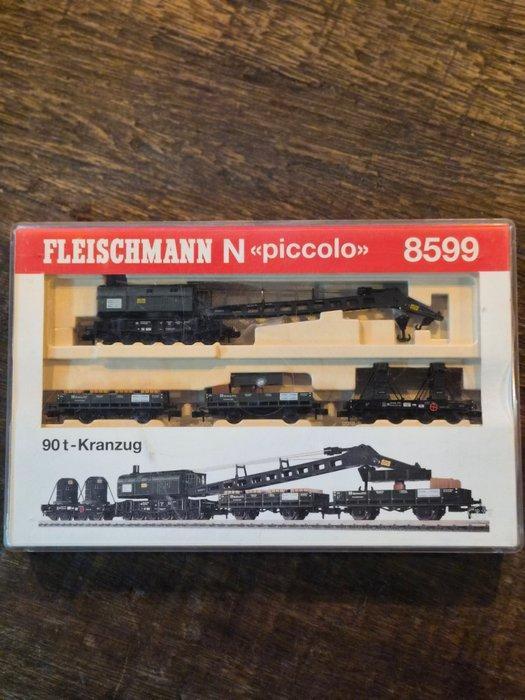 FLEISCHMANN N «piccolo» 8599
90 t-Kranzug